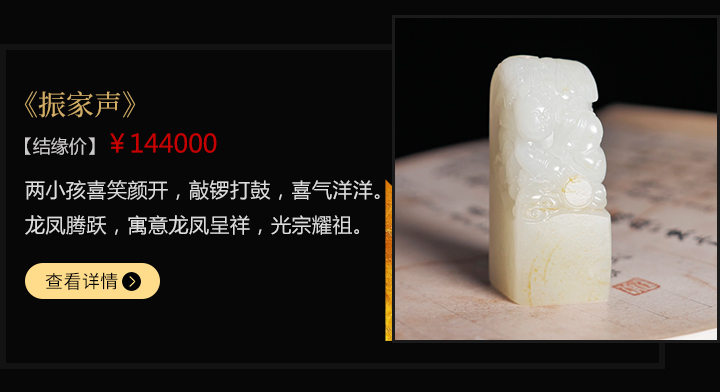 《振家声》
【结缘价】￥144000
两小孩喜笑颜开，敲锣打鼓，喜气洋洋。
龙凤腾跃，寓意龙凤呈祥，光宗耀祖。
查看详情